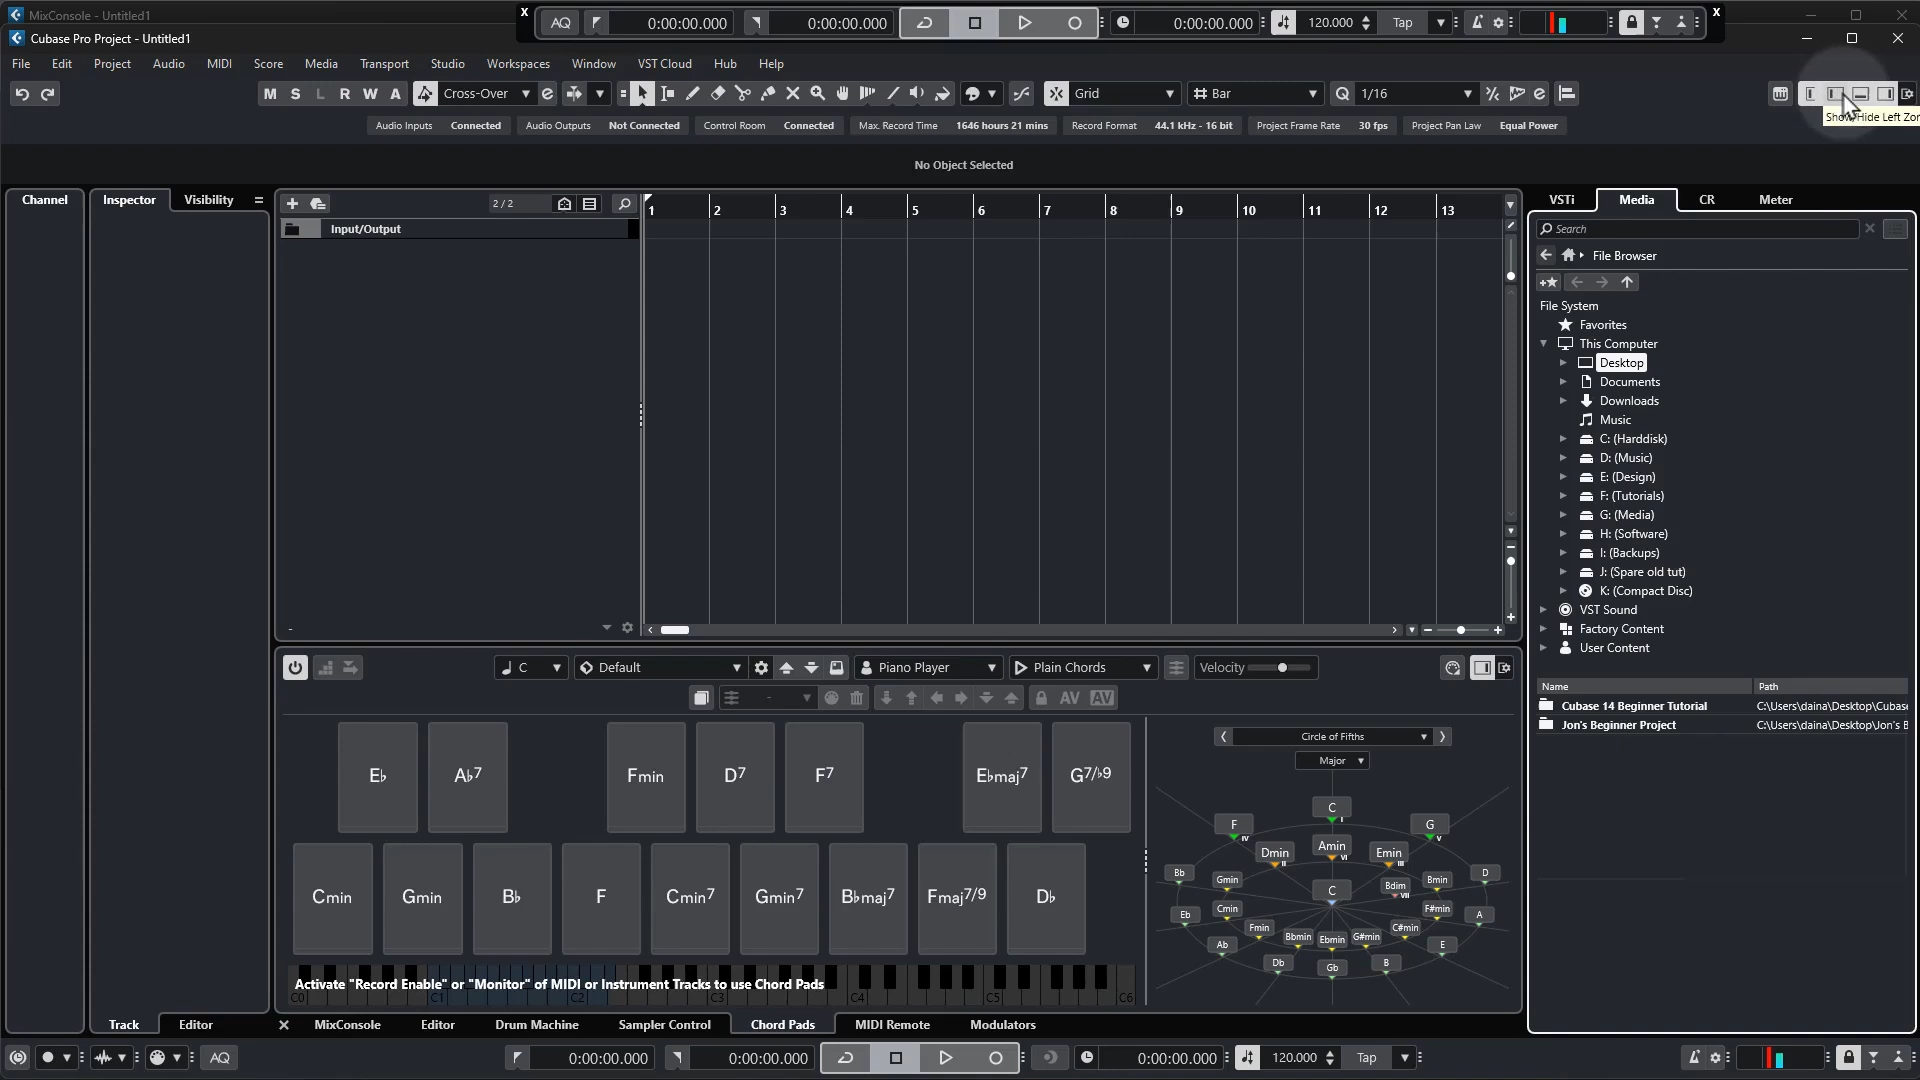 MixConsole - Untitled1
X AQ 0:00:00.000 0:00:00.000 0:00:00.000 120.000 Tap X
Cubase Pro Project - Untitled1
File Edit Project Audio MIDI Score Media Transport Studio Workspaces Window VST Cloud Hub Help
M S L R W A Cross-Over e Grid # Bar Q 1/16 e
Audio Inputs Connected Audio Outputs Not Connected Control Room Connected Max. Record Time 1646 hours 21 mins Record Format 44.1 kHz - 16 bit Project Frame Rate 30 fps Project Pan Law Equal Power
No Object Selected
Channel Inspector Visibility
2 / 2
1 2 3 4 5 6 7 8 9 10 11 12 13
Input/Output
VSTi Media CR Meter
Search
File Browser
File System
Favorites
This Computer
Desktop
Documents
Downloads
Music
C: (Harddisk)
D: (Music)
E: (Design)
F: (Tutorials)
G: (Media)
H: (Software)
I: (Backups)
J: (Spare old tut)
K: (Compact Disc)
VST Sound
Factory Content
User Content
Name Path
Cubase 14 Beginner Tutorial C:\Users\daina\Desktop\Cubase
Jon's Beginner Project C:\Users\daina\Desktop\Jon's B
C Default Piano Player Plain Chords Velocity
AV AV
E♭ A♭7 Fmin D7 F7 E♭maj7 G7/♭9
Cmin Gmin B♭ F Cmin7 Gmin7 B♭maj7 Fmaj7/9 D♭
Circle of Fifths
Major
C I
F IV G V
Dmin II Amin VI Emin III
Bb Gmin C Bdim VII Bmin D
Eb Cmin F#min A
Ab Fmin Bbmin Ebmin G#min C#min E
Db Gb B
Activate "Record Enable" or "Monitor" of MIDI or Instrument Tracks to use Chord Pads
C0 C1 C2 C3 C4 C5 C6
Track Editor MixConsole Editor Drum Machine Sampler Control Chord Pads MIDI Remote Modulators
AQ 0:00:00.000 0:00:00.000 0:00:00.000 120.000 Tap